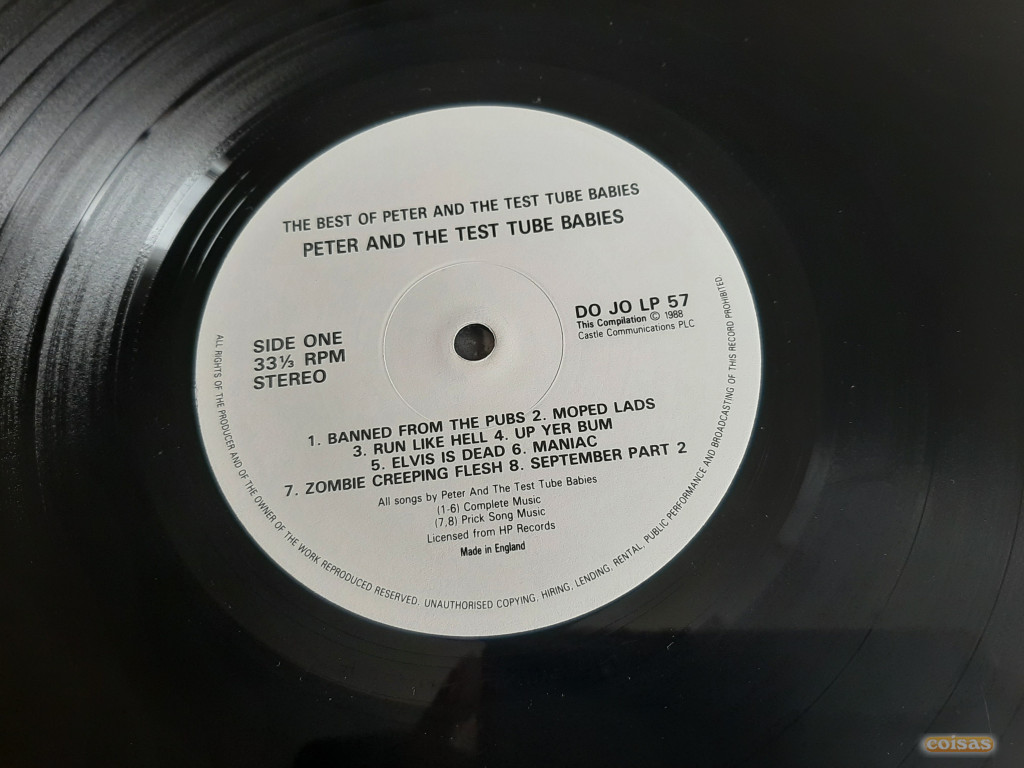 THE BEST OF PETER AND THE TEST TUBE BABIES
PETER AND THE TEST TUBE BABIES
SIDE ONE
33⅓ RPM
STEREO
DO JO LP 57
This Compilation © 1988
Castle Communications PLC
1. BANNED FROM THE PUBS 2. MOPED LADS
3. RUN LIKE HELL 4. UP YER BUM
5. ELVIS IS DEAD 6. MANIAC
7. ZOMBIE CREEPING FLESH 8. SEPTEMBER PART 2
All songs by Peter And The Test Tube Babies
(1-6) Complete Music
(7,8) Prick Song Music
Licensed from HP Records
Made in England
ALL RIGHTS OF THE PRODUCER AND OF THE OWNER OF THE WORK REPRODUCED RESERVED. UNAUTHORISED COPYING, HIRING, LENDING, RENTAL, PUBLIC PERFORMANCE AND BROADCASTING OF THIS RECORD PROHIBITED.
coisas